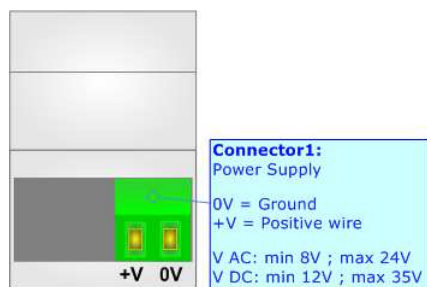 Connector1:
Power Supply
0V = Ground
+V = Positive wire
V AC: min 8V ; max 24V
V DC: min 12V ; max 35V
+V 0V